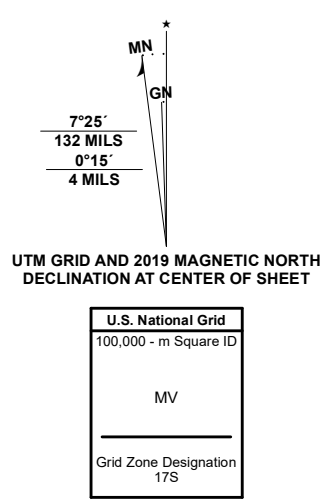 MN
GN
7°25´
132 MILS
0°15´
4 MILS
UTM GRID AND 2019 MAGNETIC NORTH
DECLINATION AT CENTER OF SHEET
U.S. National Grid
100,000 - m Square ID
MV
Grid Zone Designation
17S